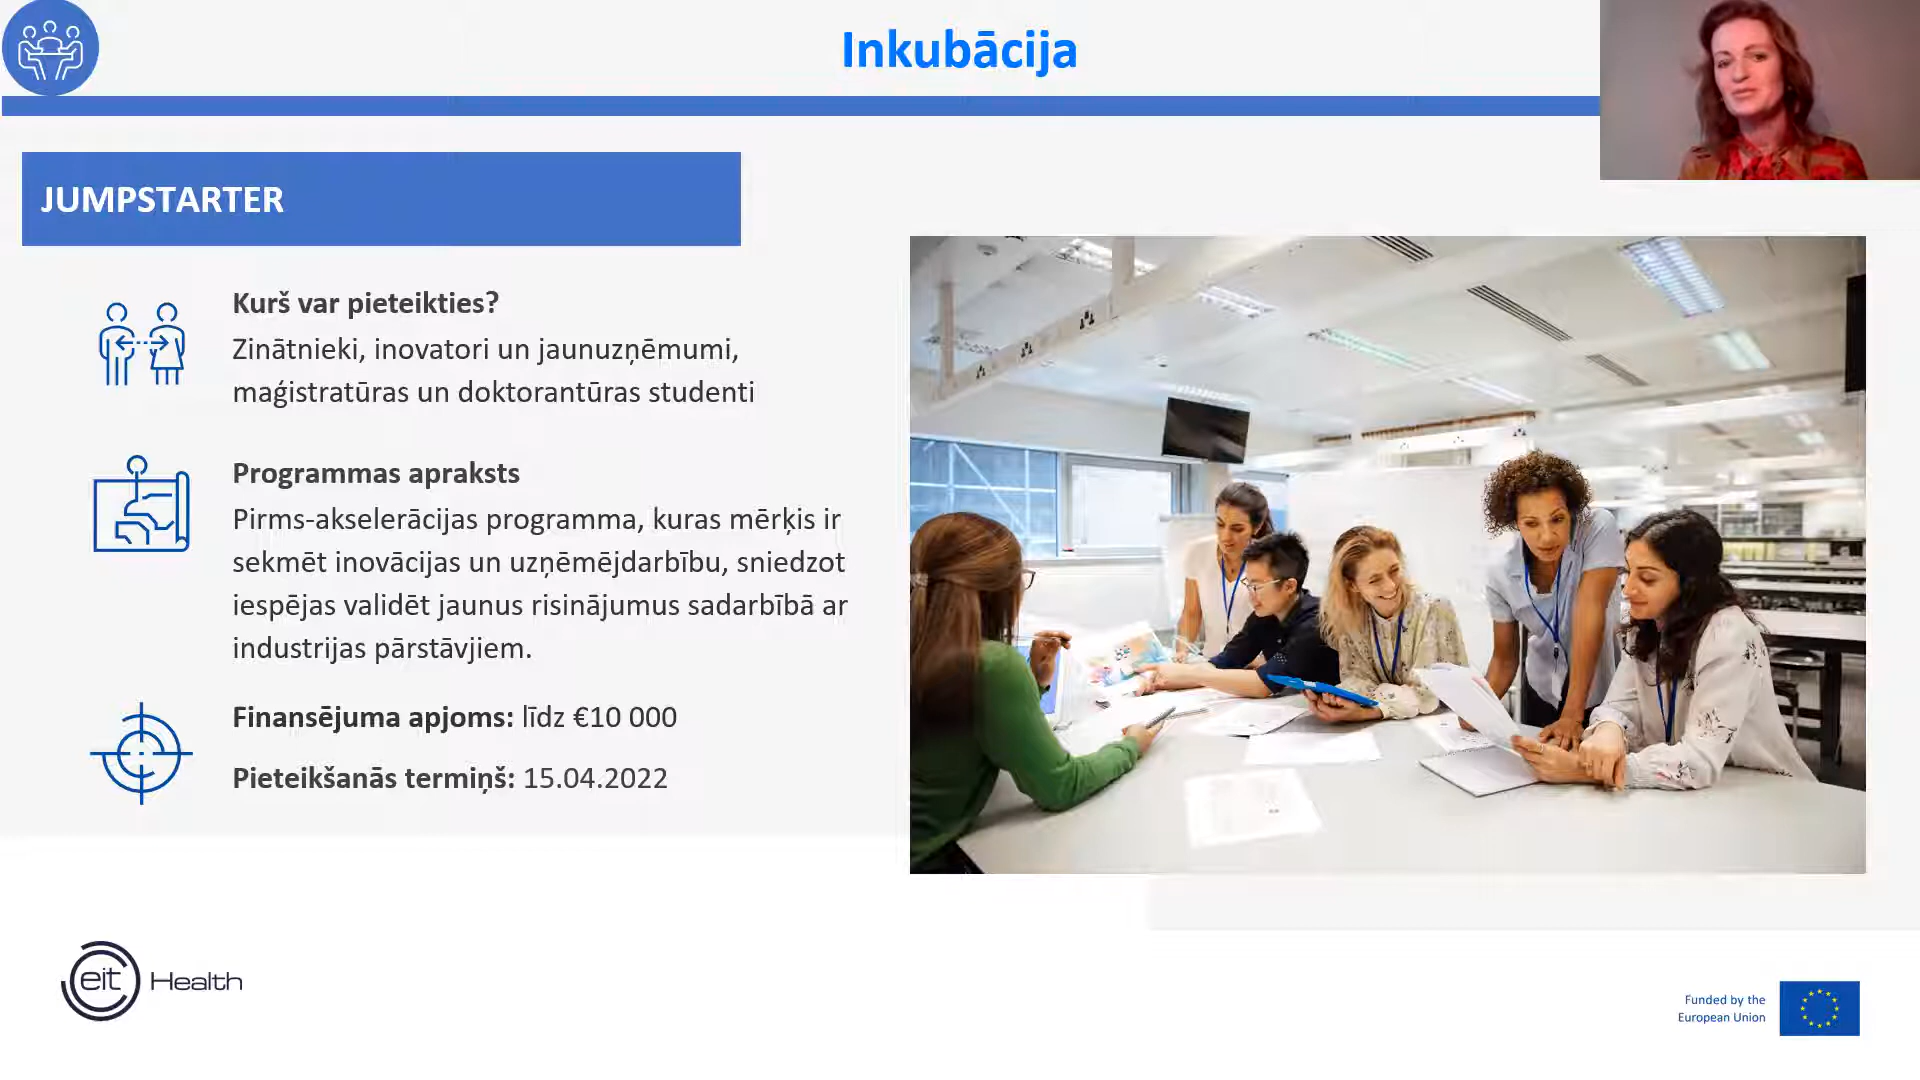 Inkubācija
JUMPSTARTER
Kurš var pieteikties?
Zinātnieki, inovatori un jaunuzņēmumi,
maģistratūras un doktorantūras studenti
Programmas apraksts
Pirms-akselerācijas programma, kuras mērķis ir
sekmēt inovācijas un uzņēmējdarbību, sniedzot
iespējas validēt jaunus risinājumus sadarbībā ar
industrijas pārstāvjiem.
Finansējuma apjoms: līdz €10 000
Pieteikšanās termiņš: 15.04.2022
eit Health
Funded by the
European Union